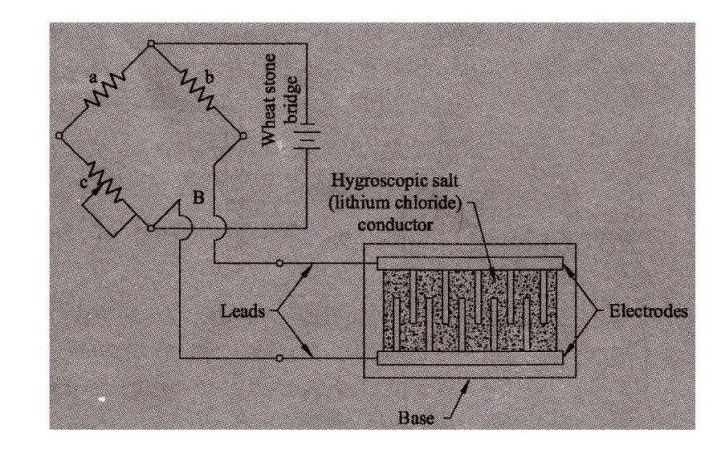 a
b
Wheat stone
bridge
c
B
Hygroscopic salt
(lithium chloride)
conductor
Leads
Electrodes
Base